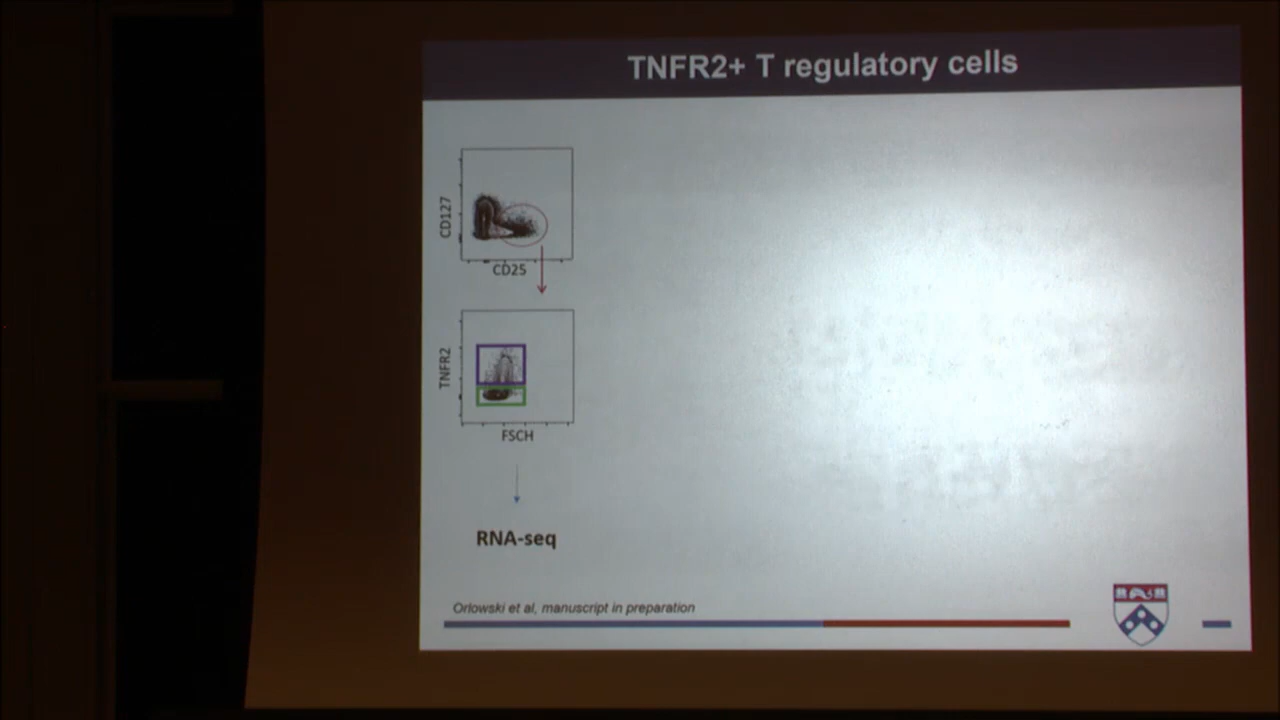 TNFR2+ T regulatory cells
CD127
CD25
TNFR2
FSCH
RNA-seq
Orlowski et al, manuscript in preparation